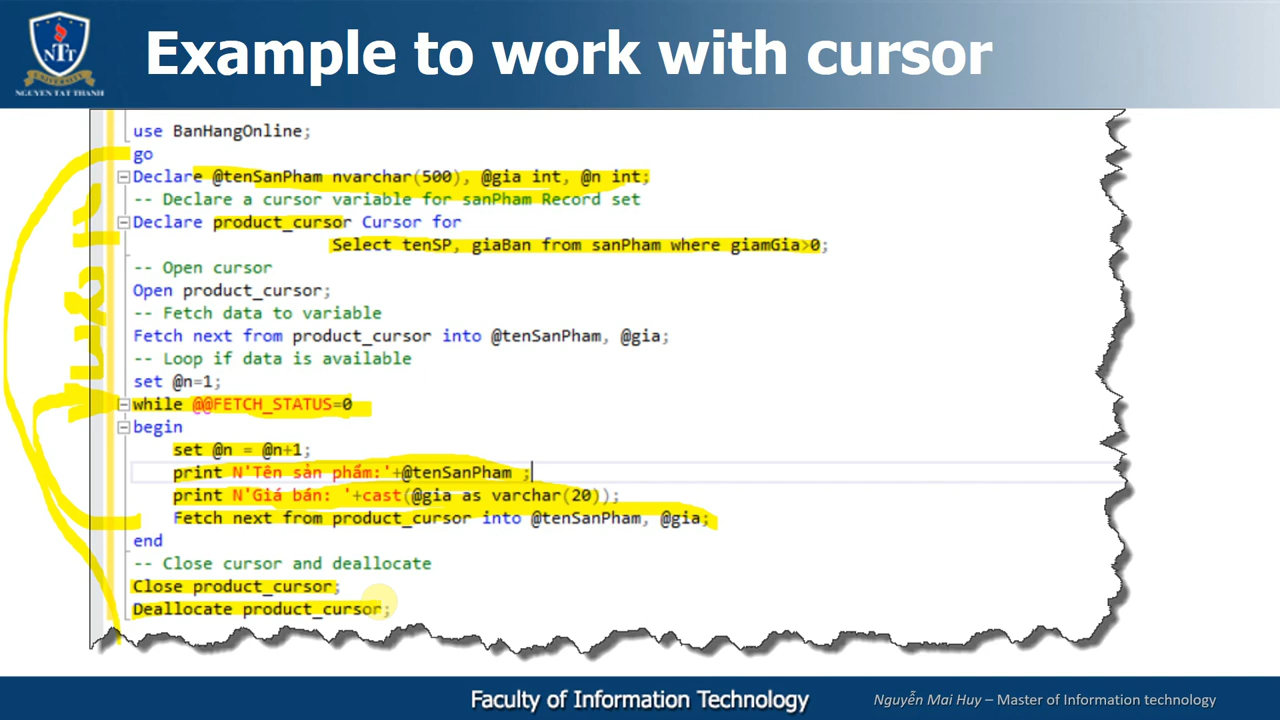 NTT
UNIVERSITY
NGUYEN TAT THANH
Example to work with cursor
use BanHangOnline;
go
Declare @tenSanPham nvarchar(500), @gia int, @n int;
-- Declare a cursor variable for sanPham Record set
Declare product_cursor Cursor for
Select tenSP, giaBan from sanPham where giamGia>0;
-- Open cursor
Open product_cursor;
-- Fetch data to variable
Fetch next from product_cursor into @tenSanPham, @gia;
-- Loop if data is available
set @n=1;
while @@FETCH_STATUS=0
begin
set @n = @n+1;
print N'Tên sản phẩm:'+@tenSanPham ;
print N'Giá bán: '+cast(@gia as varchar(20));
Fetch next from product_cursor into @tenSanPham, @gia;
end
-- Close cursor and deallocate
Close product_cursor;
Deallocate product_cursor;
Faculty of Information Technology
Nguyễn Mai Huy – Master of Information technology